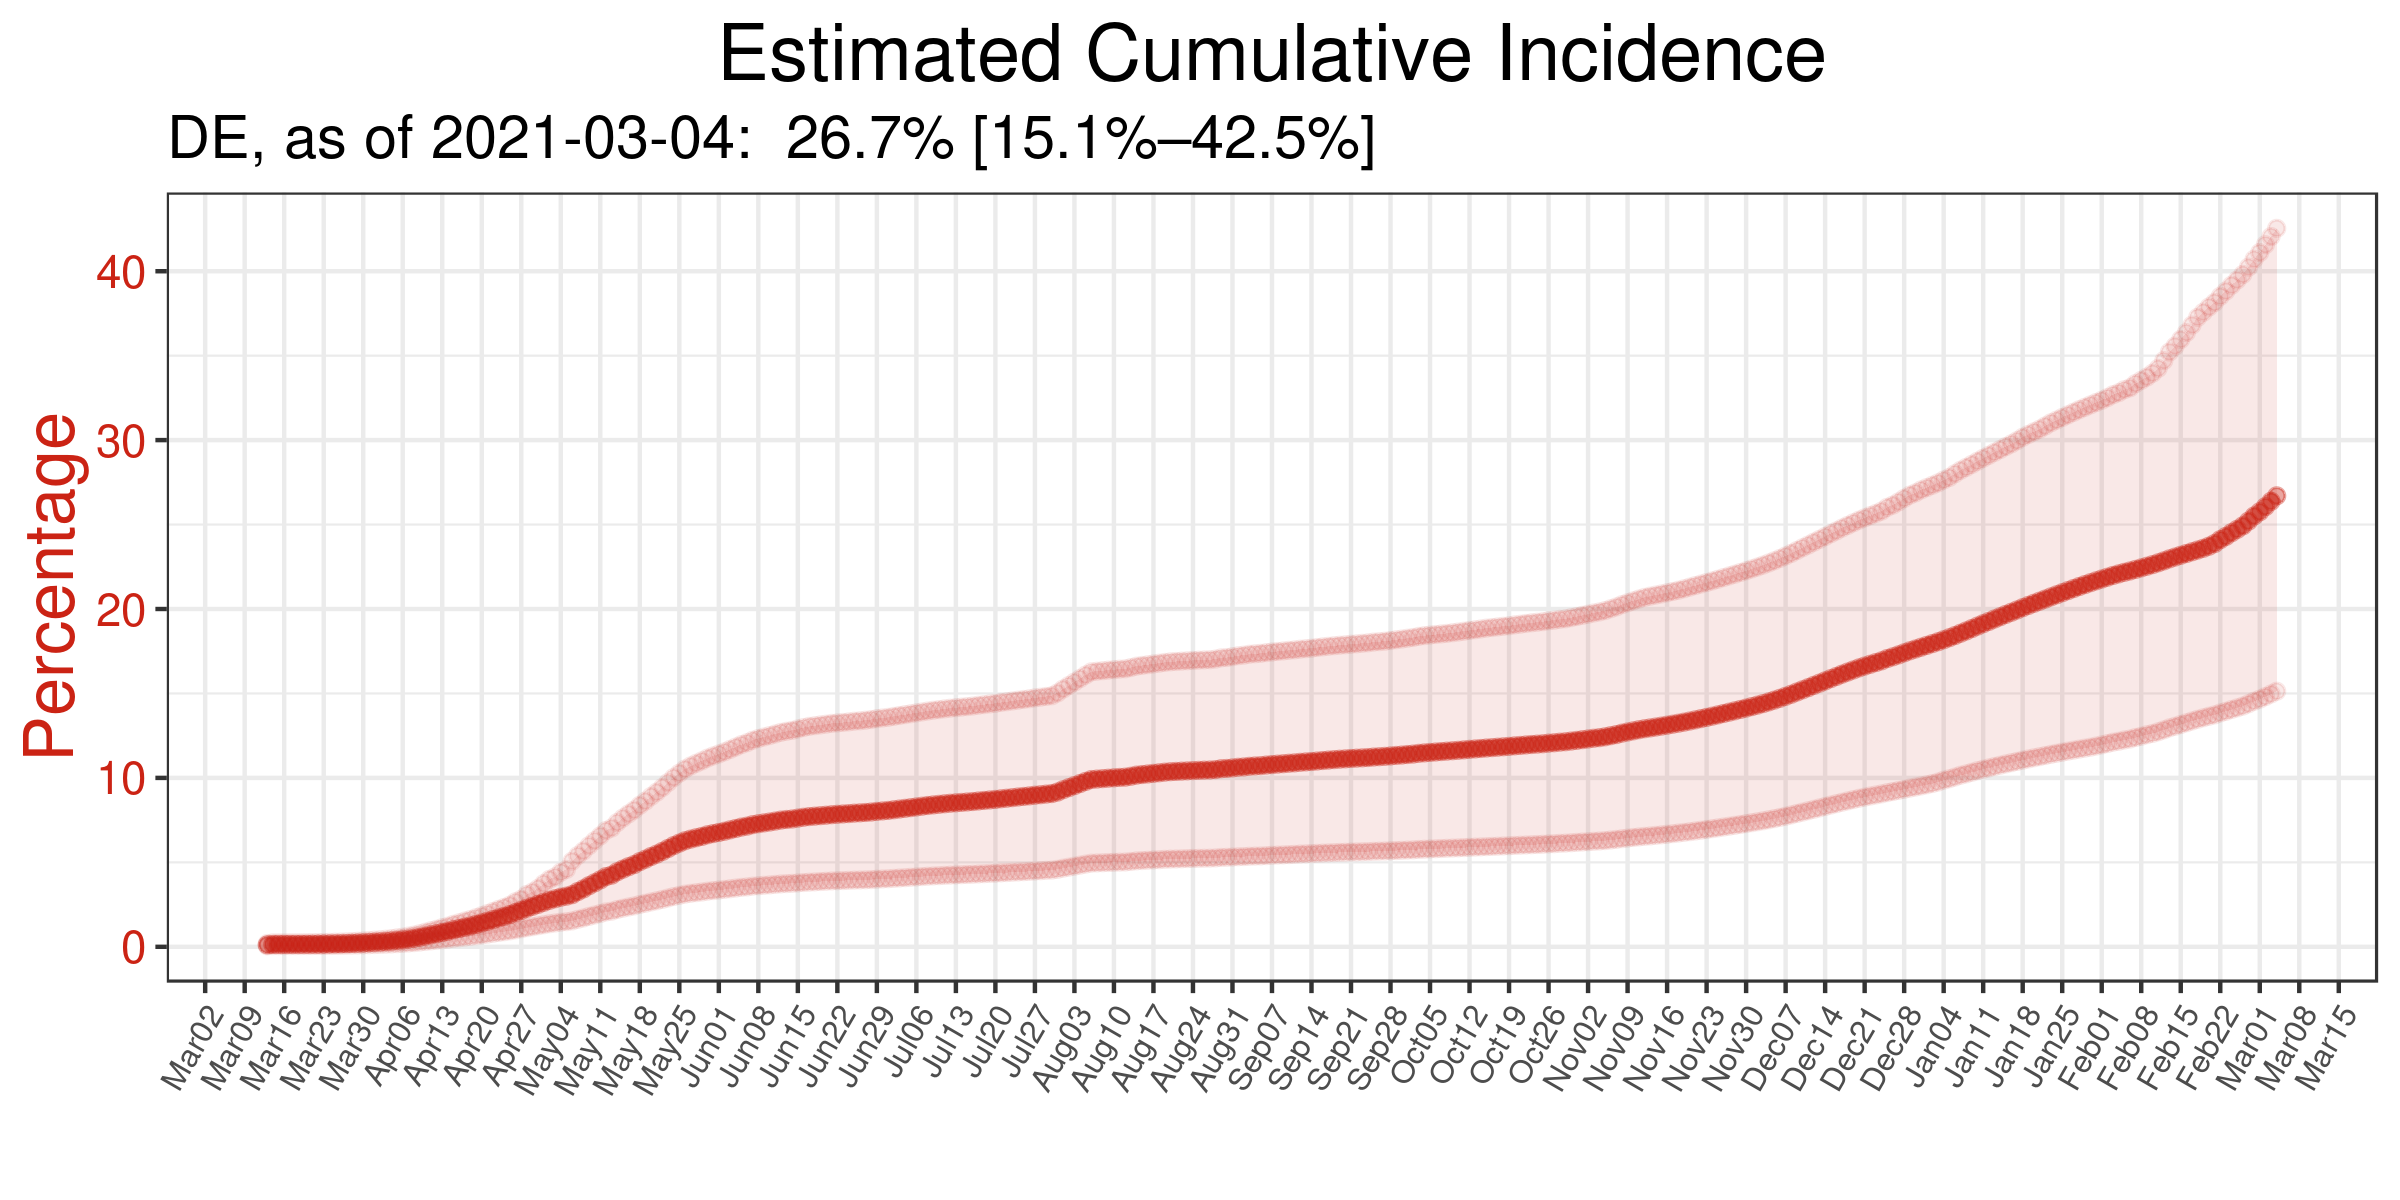 Estimated Cumulative Incidence
DE, as of 2021-03-04:  26.7% [15.1%–42.5%]
Percentage
40
30
20
10
0
Mar02
Mar09
Mar16
Mar23
Mar30
Apr06
Apr13
Apr20
Apr27
May04
May11
May18
May25
Jun01
Jun08
Jun15
Jun22
Jun29
Jul06
Jul13
Jul20
Jul27
Aug03
Aug10
Aug17
Aug24
Aug31
Sep07
Sep14
Sep21
Sep28
Oct05
Oct12
Oct19
Oct26
Nov02
Nov09
Nov16
Nov23
Nov30
Dec07
Dec14
Dec21
Dec28
Jan04
Jan11
Jan18
Jan25
Feb01
Feb08
Feb15
Feb22
Mar01
Mar08
Mar15